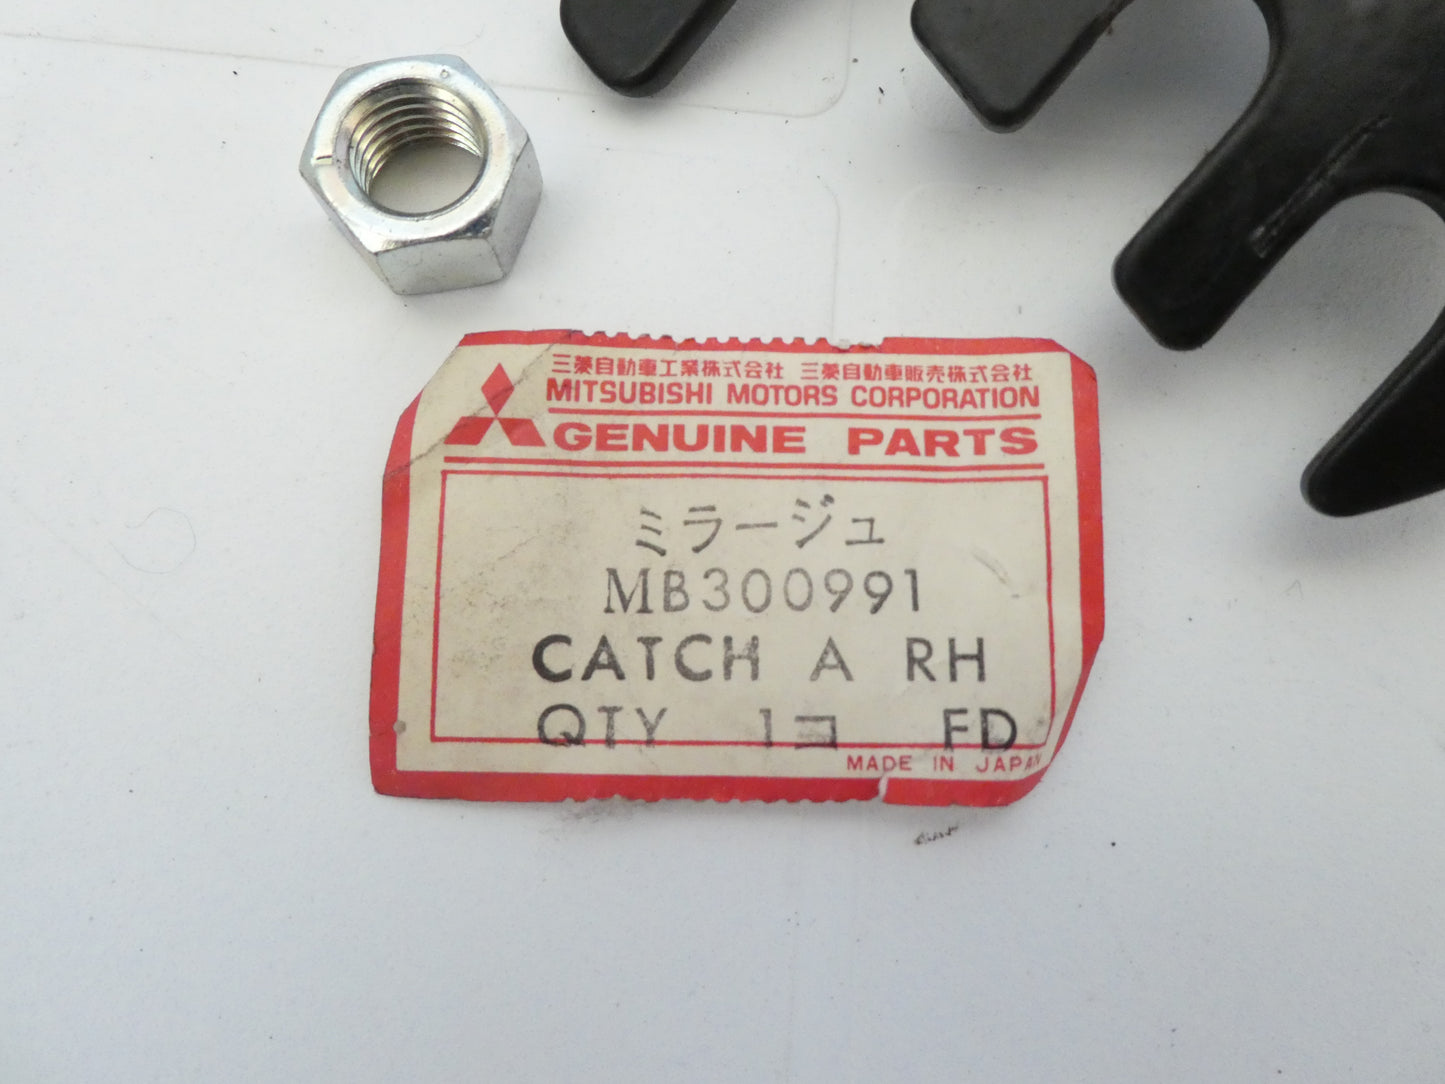 三菱自動車工業株式会社 三菱自動車販売株式会社
MITSUBISHI MOTORS CORPORATION
GENUINE PARTS
ミラージュ
MB300991
CATCH A RH
QTY 1コ FD
MADE IN JAPAN